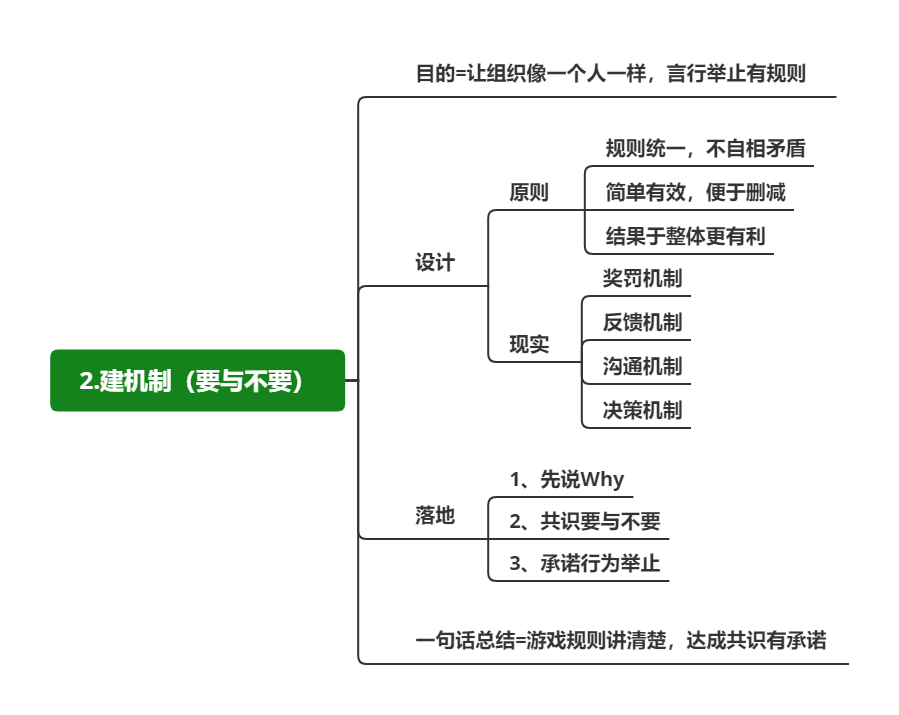 目的=让组织像一个人一样，言行举止有规则
规则统一，不自相矛盾
原则
简单有效，便于删减
结果于整体更有利
设计
奖罚机制
反馈机制
现实
沟通机制
决策机制
2.建机制（要与不要）
1、先说Why
落地
2、共识要与不要
3、承诺行为举止
一句话总结=游戏规则讲清楚，达成共识有承诺